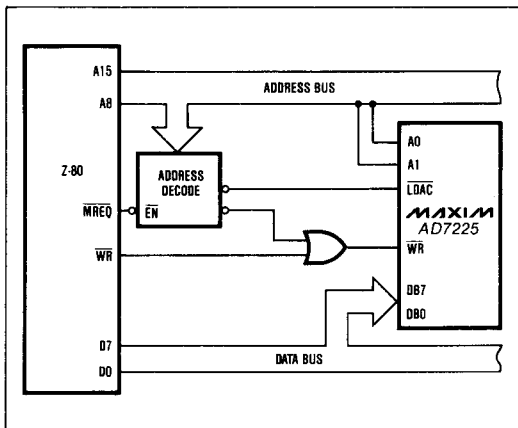 A15
ADDRESS BUS
A8
Z-80
ADDRESS
DECODE
A0
A1
LDAC
MREQ
EN
MAXIM
AD7225
WR
WR
DB7
DB0
D7
DATA BUS
D0